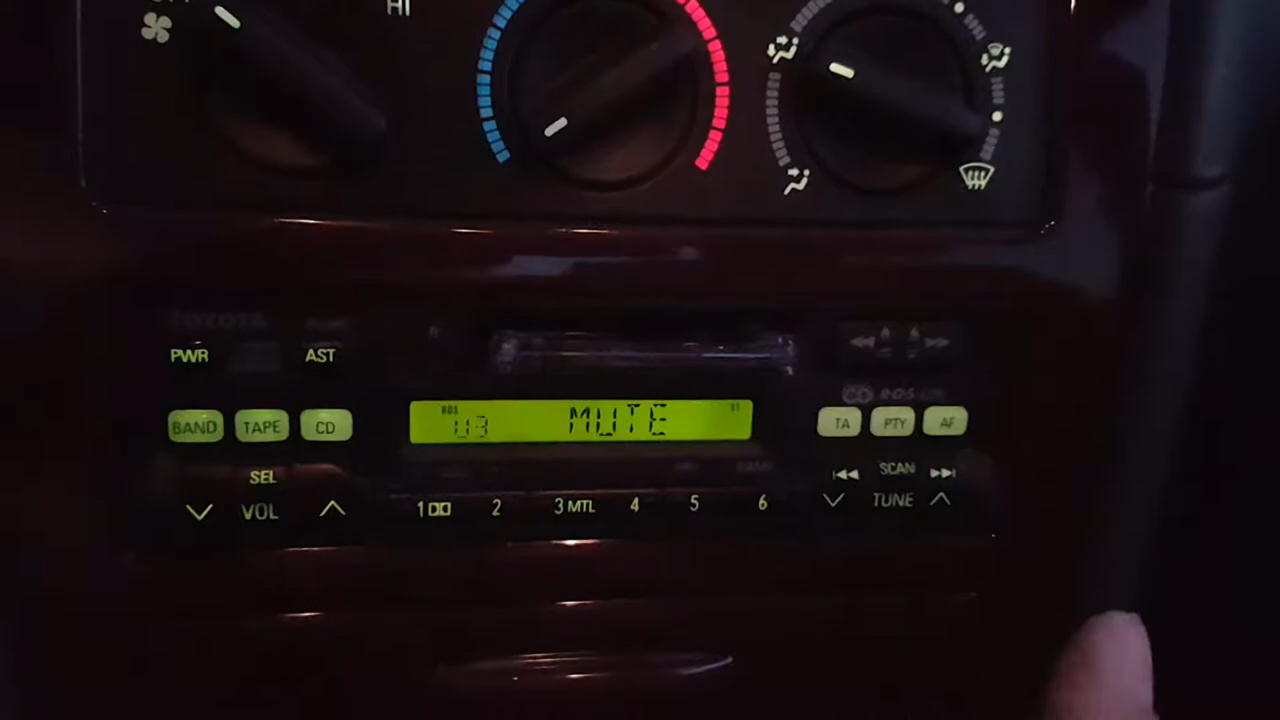 HI
TOYOTA
PWR AST
BAND TAPE CD
RDS U3 MUTE ST
TA PTY AF
SEL
SCAN
VOL
1 2 3 MTL 4 5 6
TUNE